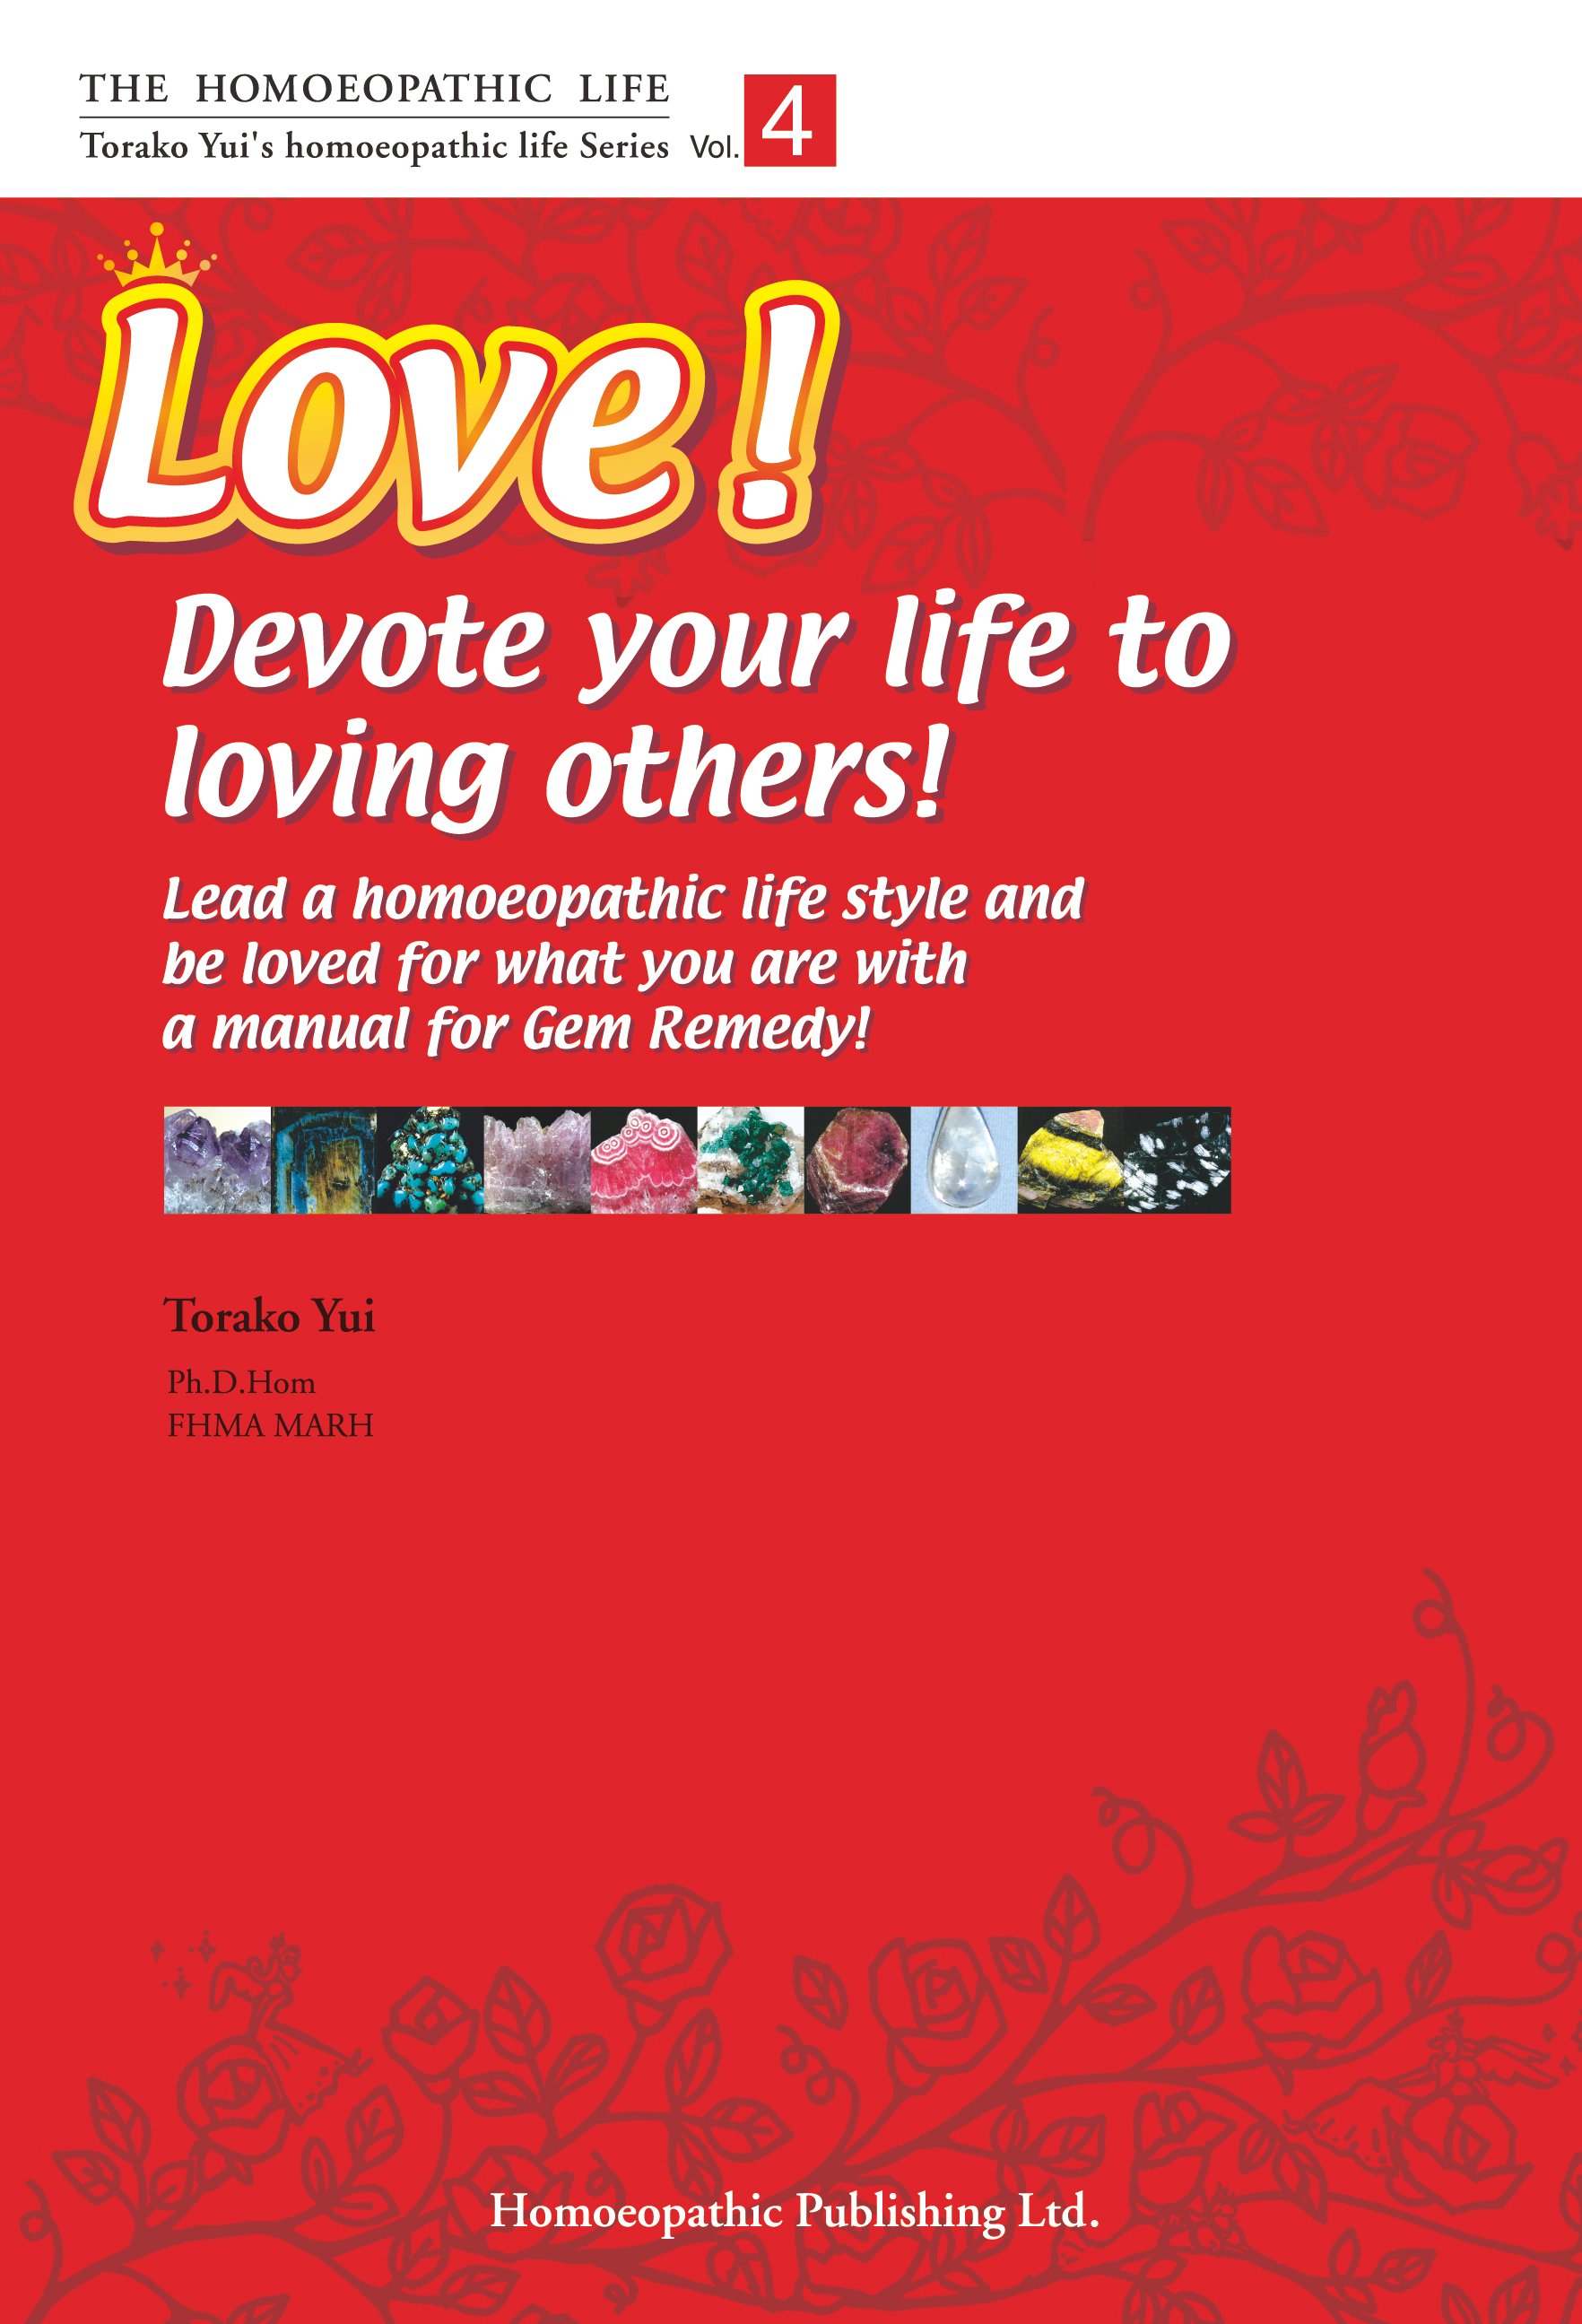 THE HOMOEOPATHIC LIFE
Torako Yui's homoeopathic life Series Vol. 4
Love!
Devote your life to
loving others!
Lead a homoeopathic life style and
be loved for what you are with
a manual for Gem Remedy!
Torako Yui
Ph.D.Hom
FHMA MARH
Homoeopathic Publishing Ltd.